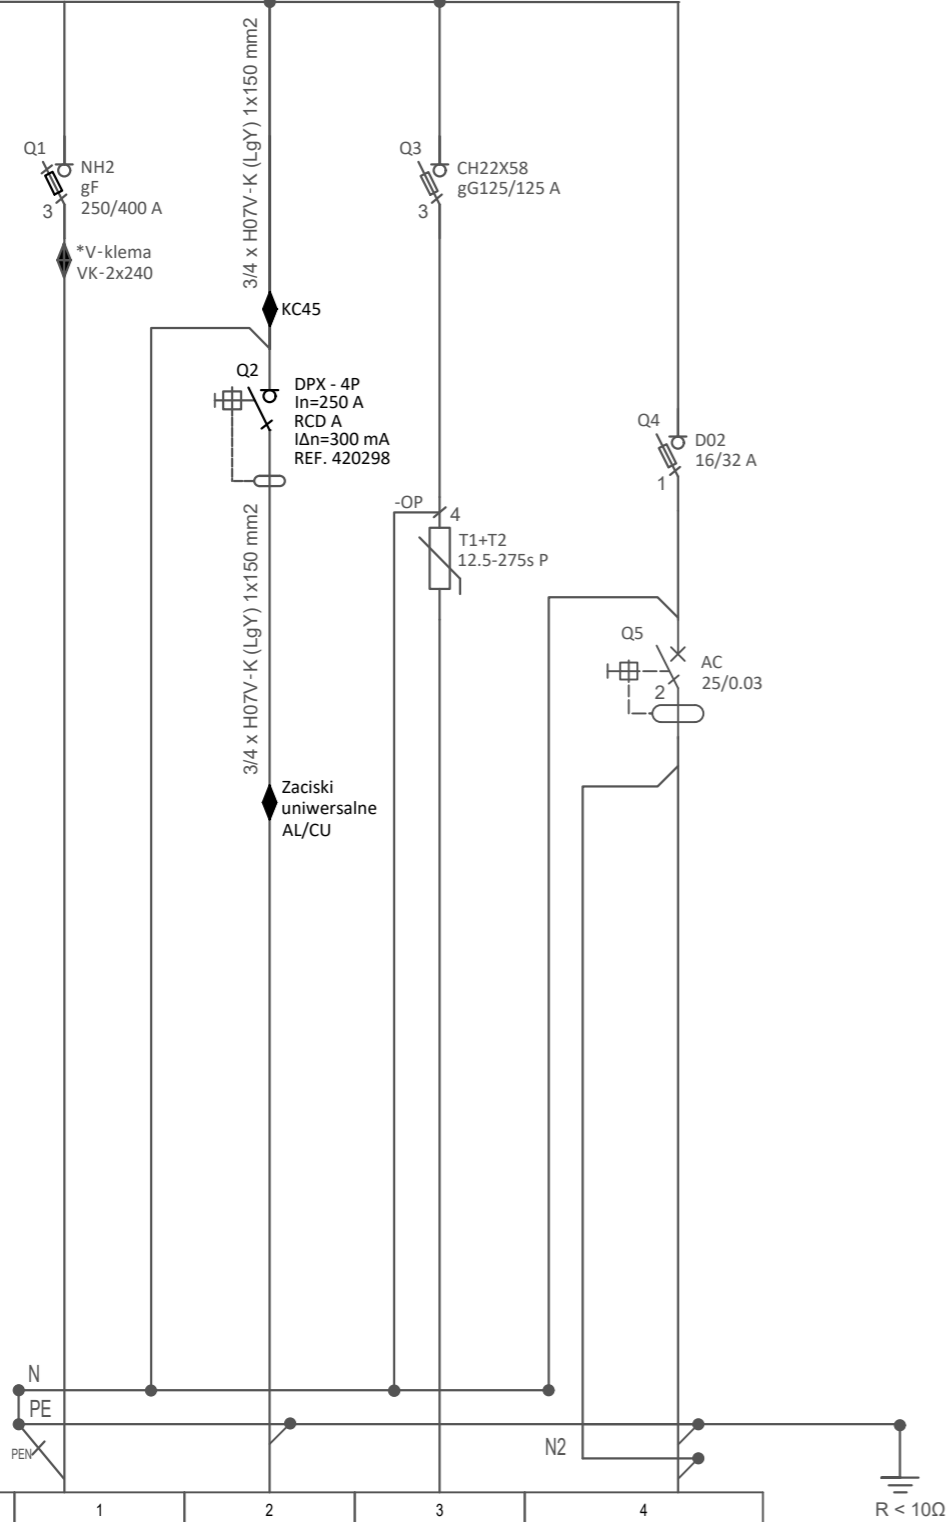 3/4 x H07V-K (LgY) 1x150 mm2
Q1
NH2
gF
250/400 A
3
*V-klema
VK-2x240
KC45
Q2
DPX - 4P
In=250 A
RCD A
IΔn=300 mA
REF. 420298
3/4 x H07V-K (LgY) 1x150 mm2
Zaciski
uniwersalne
AL/CU
Q3
CH22X58
gG125/125 A
3
-OP
4
T1+T2
12.5-275s P
Q4
D02
16/32 A
1
Q5
AC
25/0.03
2
N
PE
PEN
N2
1
2
3
4
R < 10Ω